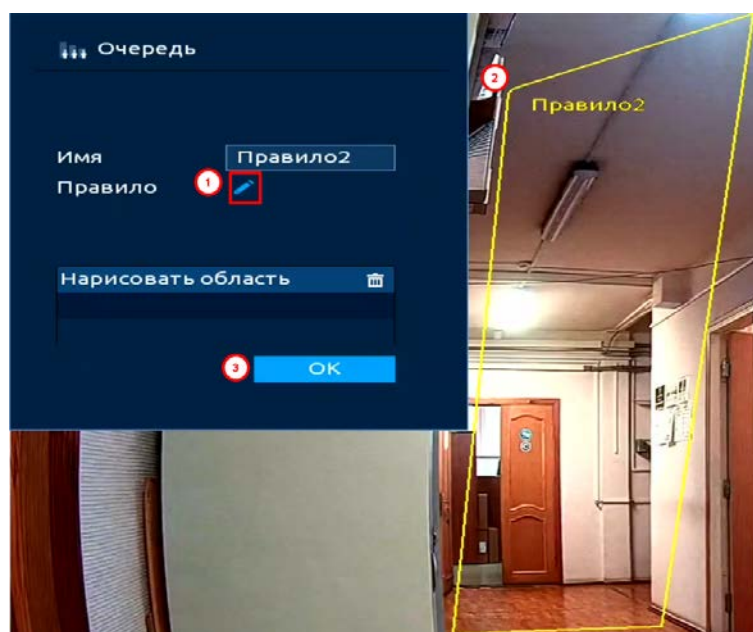 Очередь
Имя
Правило2
Правило
1
Нарисовать область
3
OK
2
Правило2